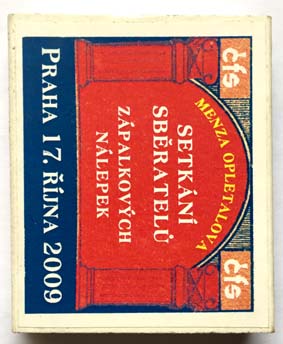 čfs
čfs
MENZA OPLETALOVA
SETKÁNÍ
SBĚRATELŮ
ZÁPALKOVÝCH
NÁLEPEK
PRAHA 17. ŘÍJNA 2009